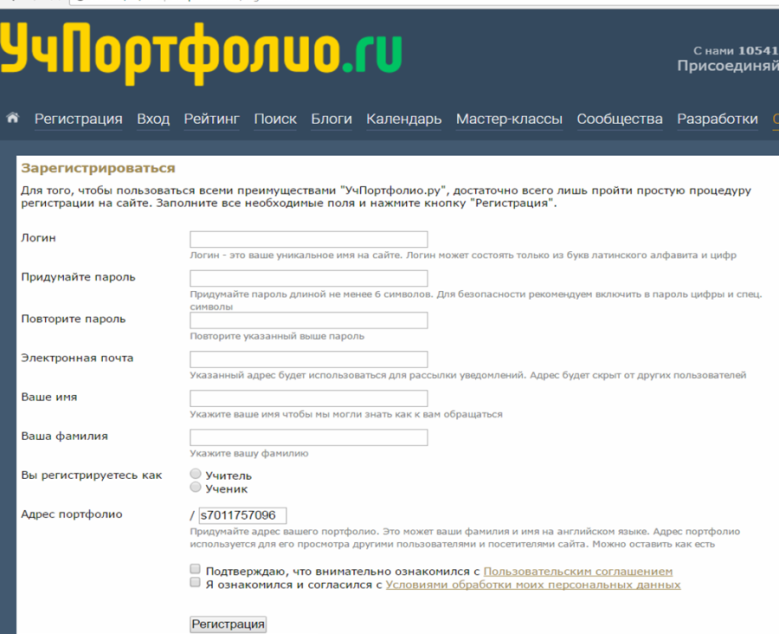 УчПортфолио.ru
С нами 10541
Присоединяй
Регистрация Вход Рейтинг Поиск Блоги Календарь Мастер-классы Сообщества Разработки
Зарегистрироваться
Для того, чтобы пользоваться всеми преимуществами "УчПортфолио.ру", достаточно всего лишь пройти простую процедуру
регистрации на сайте. Заполните все необходимые поля и нажмите кнопку "Регистрация".
Логин
Логин - это ваше уникальное имя на сайте. Логин может состоять только из букв латинского алфавита и цифр
Придумайте пароль
Придумайте пароль длиной не менее 6 символов. Для безопасности рекомендуем включить в пароль цифры и спец.
символы
Повторите пароль
Повторите указанный выше пароль
Электронная почта
Указанный адрес будет использоваться для рассылки уведомлений. Адрес будет скрыт от других пользователей
Ваше имя
Укажите ваше имя чтобы мы могли знать как к вам обращаться
Ваша фамилия
Укажите вашу фамилию
Вы регистрируетесь как
Учитель
Ученик
Адрес портфолио / s7011757096
Придумайте адрес вашего портфолио. Это может ваши фамилия и имя на английском языке. Адрес портфолио
используется для его просмотра другими пользователями и посетителями сайта. Можно оставить как есть
Подтверждаю, что внимательно ознакомился с Пользовательским соглашением
Я ознакомился и согласился с Условиями обработки моих персональных данных
Регистрация